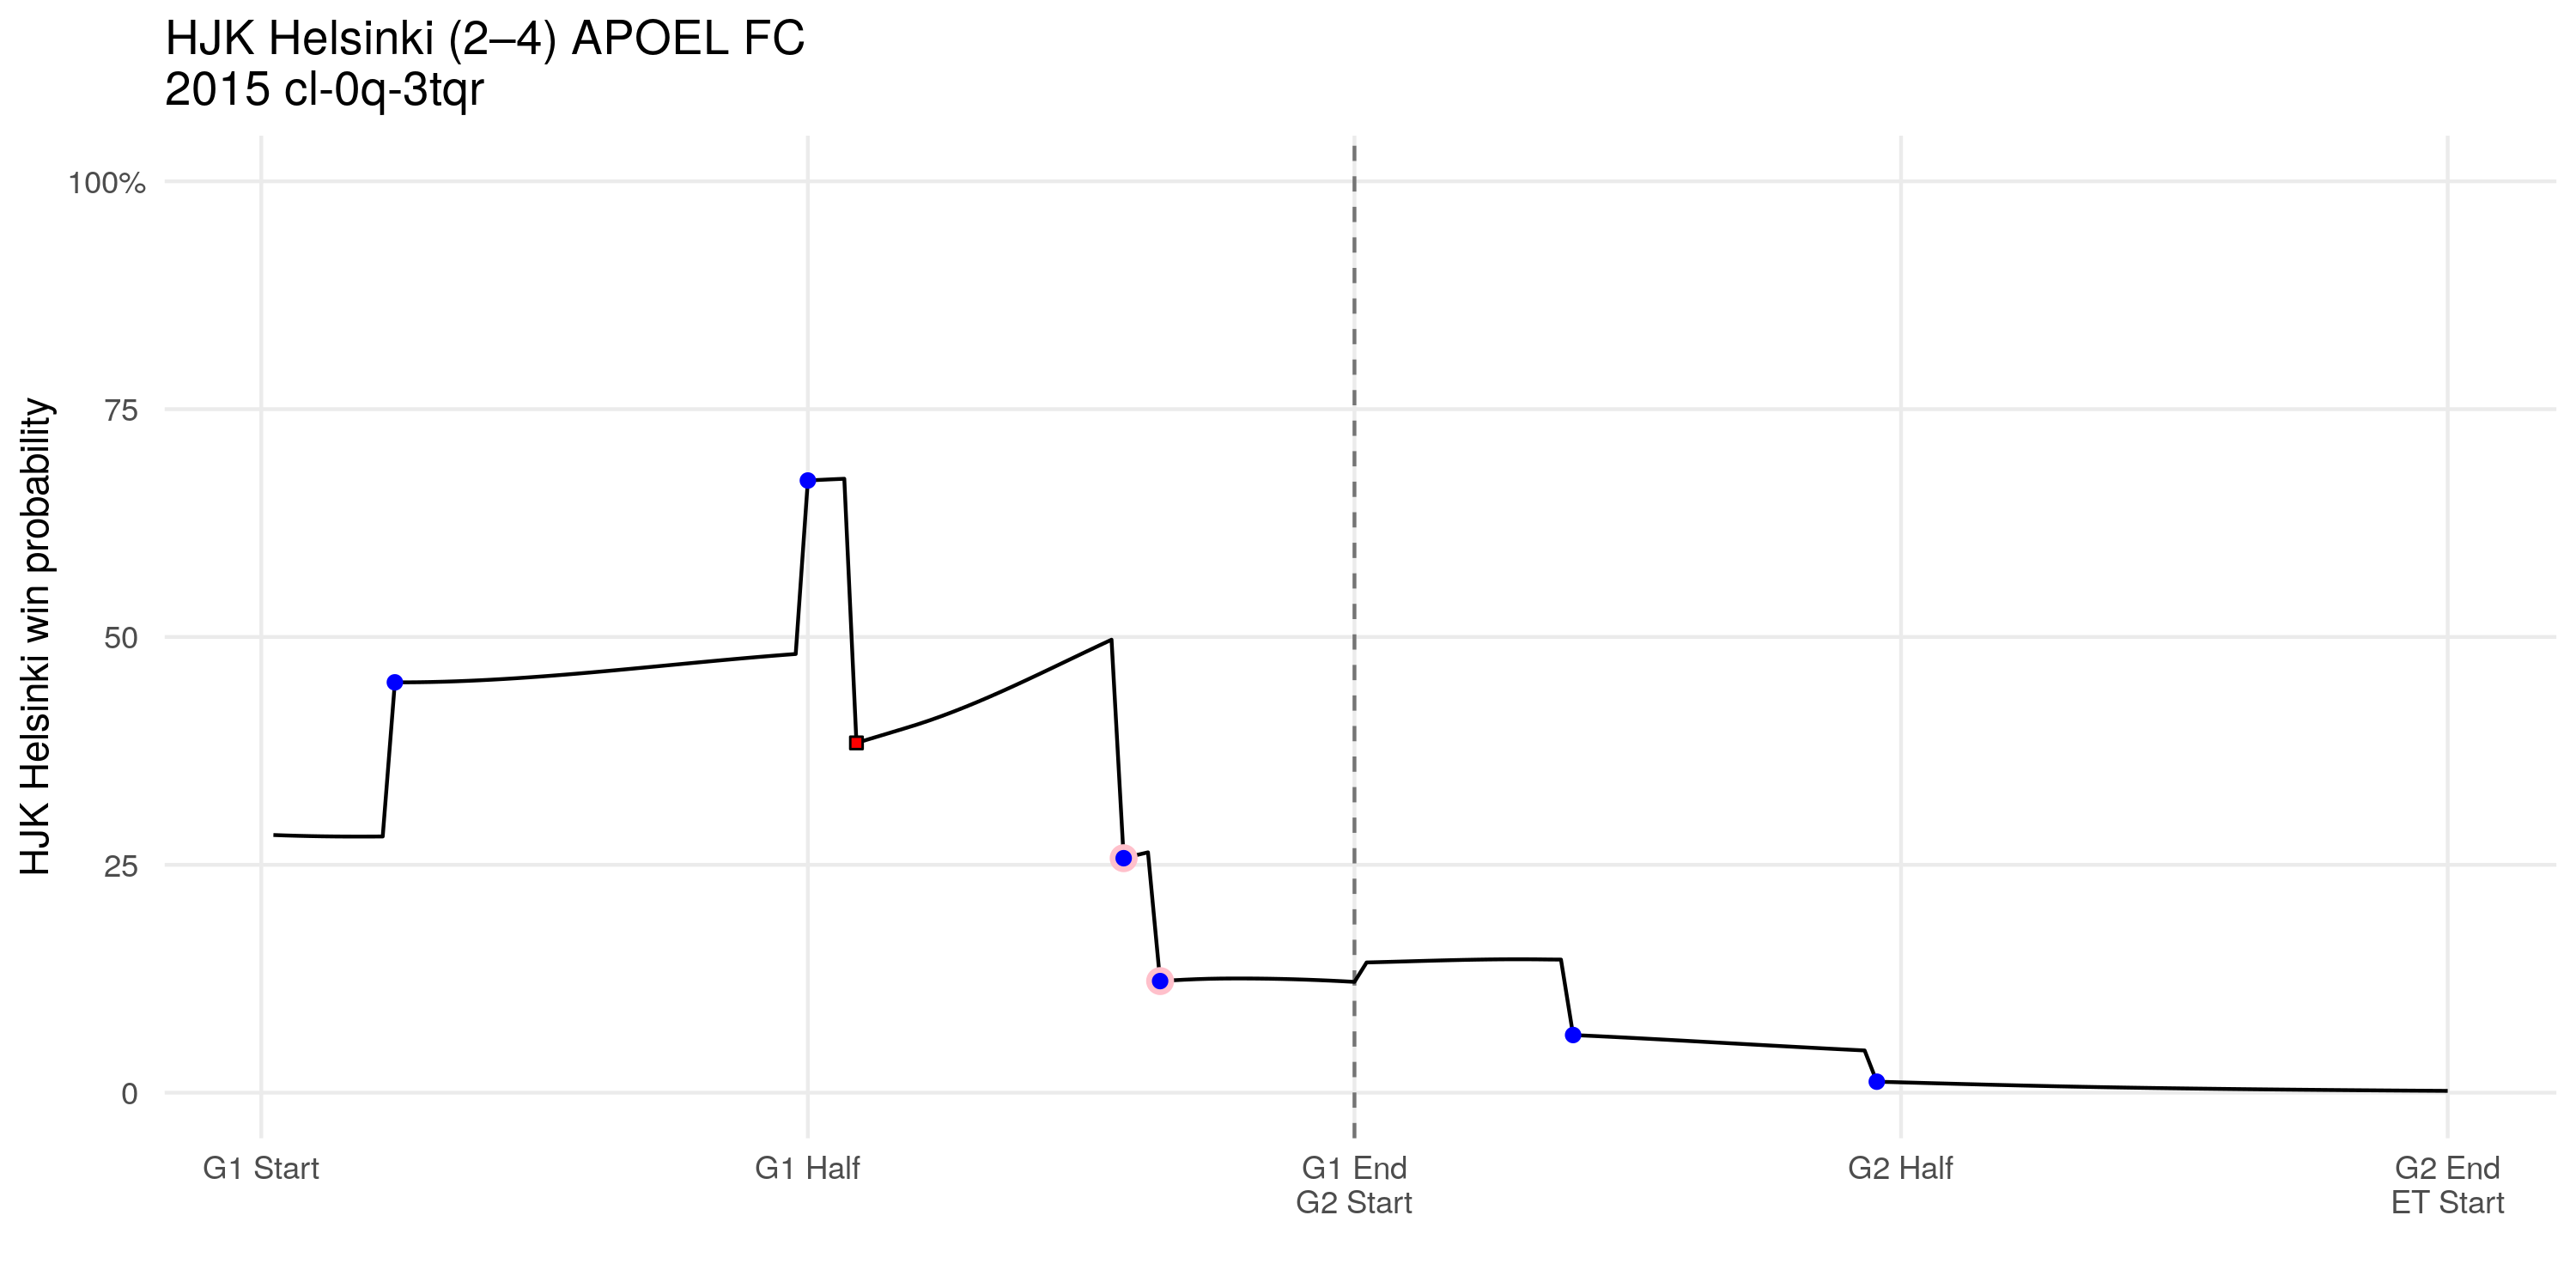 HJK Helsinki (2–4) APOEL FC
2015 cl-0q-3tqr
HJK Helsinki win probability
100%
75
50
25
0
G1 Start
G1 Half
G1 End
G2 Start
G2 Half
G2 End
ET Start